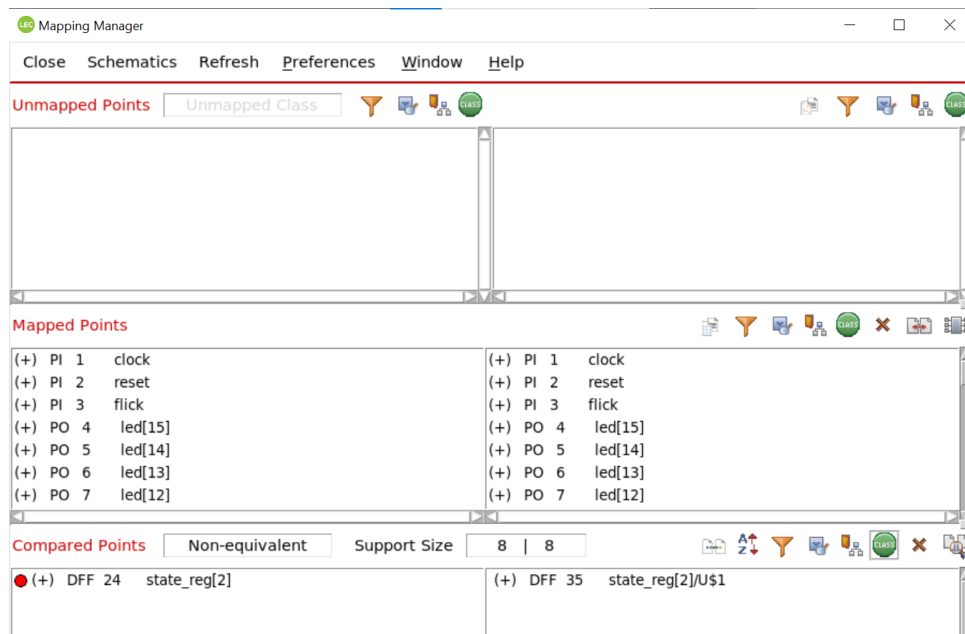 LEC Mapping Manager
Close Schematics Refresh Preferences Window Help
Unmapped Points Unmapped Class CLASS CLASS
Mapped Points CLASS
(+) PI 1 clock (+) PI 1 clock
(+) PI 2 reset (+) PI 2 reset
(+) PI 3 flick (+) PI 3 flick
(+) PO 4 led[15] (+) PO 4 led[15]
(+) PO 5 led[14] (+) PO 5 led[14]
(+) PO 6 led[13] (+) PO 6 led[13]
(+) PO 7 led[12] (+) PO 7 led[12]
Compared Points Non-equivalent Support Size 8 | 8 A Z CLASS
(+) DFF 24 state_reg[2] (+) DFF 35 state_reg[2]/U$1